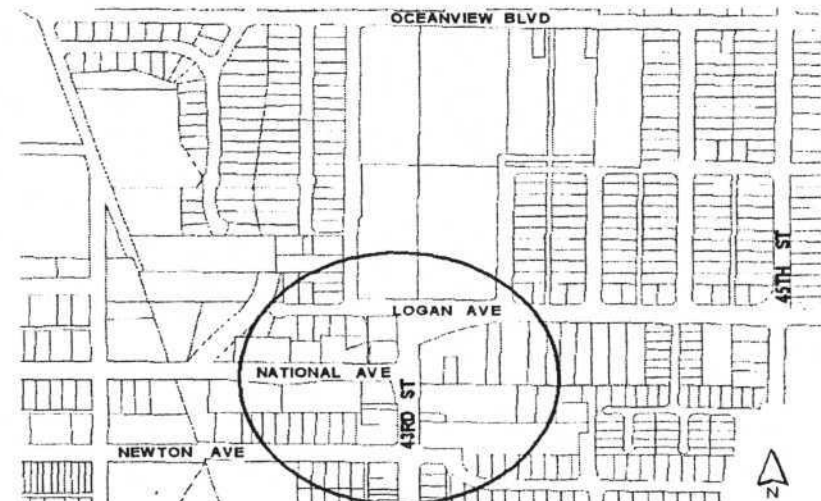 OCEANVIEW BLVD
45TH ST
LOGAN AVE
NATIONAL AVE
43RD ST
NEWTON AVE
N